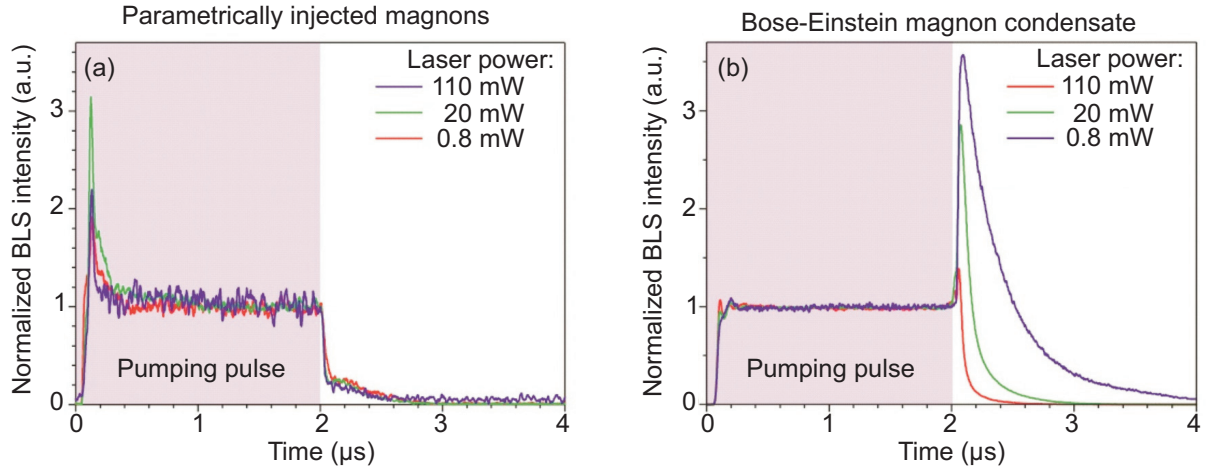 Parametrically injected magnons
(a)
Laser power:
110 mW
20 mW
0.8 mW
Pumping pulse
Normalized BLS intensity (a.u.)
3
2
1
0
0 1 2 3 4
Time (µs)
Bose-Einstein magnon condensate
(b)
Laser power:
110 mW
20 mW
0.8 mW
Pumping pulse
Normalized BLS intensity (a.u.)
3
2
1
0
0 1 2 3 4
Time (µs)